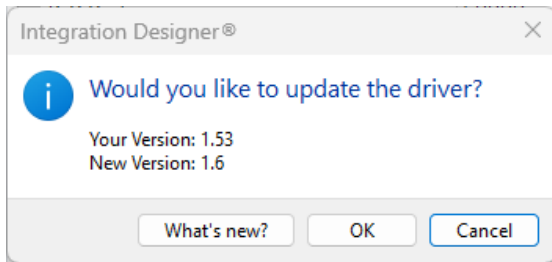 Integration Designer®
Would you like to update the driver?
Your Version: 1.53
New Version: 1.6
What's new?
OK
Cancel